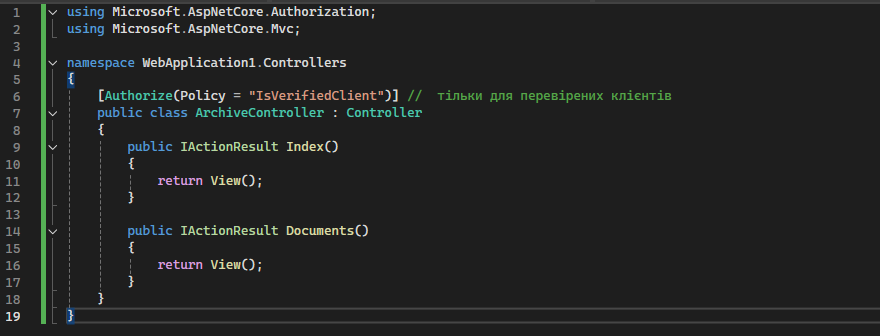 1 using Microsoft.AspNetCore.Authorization;
2 using Microsoft.AspNetCore.Mvc;
3
4 namespace WebApplication1.Controllers
5 {
6     [Authorize(Policy = "IsVerifiedClient")] //  тільки для перевірених клієнтів
7     public class ArchiveController : Controller
8     {
9         public IActionResult Index()
10         {
11             return View();
12         }
13
14         public IActionResult Documents()
15         {
16             return View();
17         }
18     }
19 }